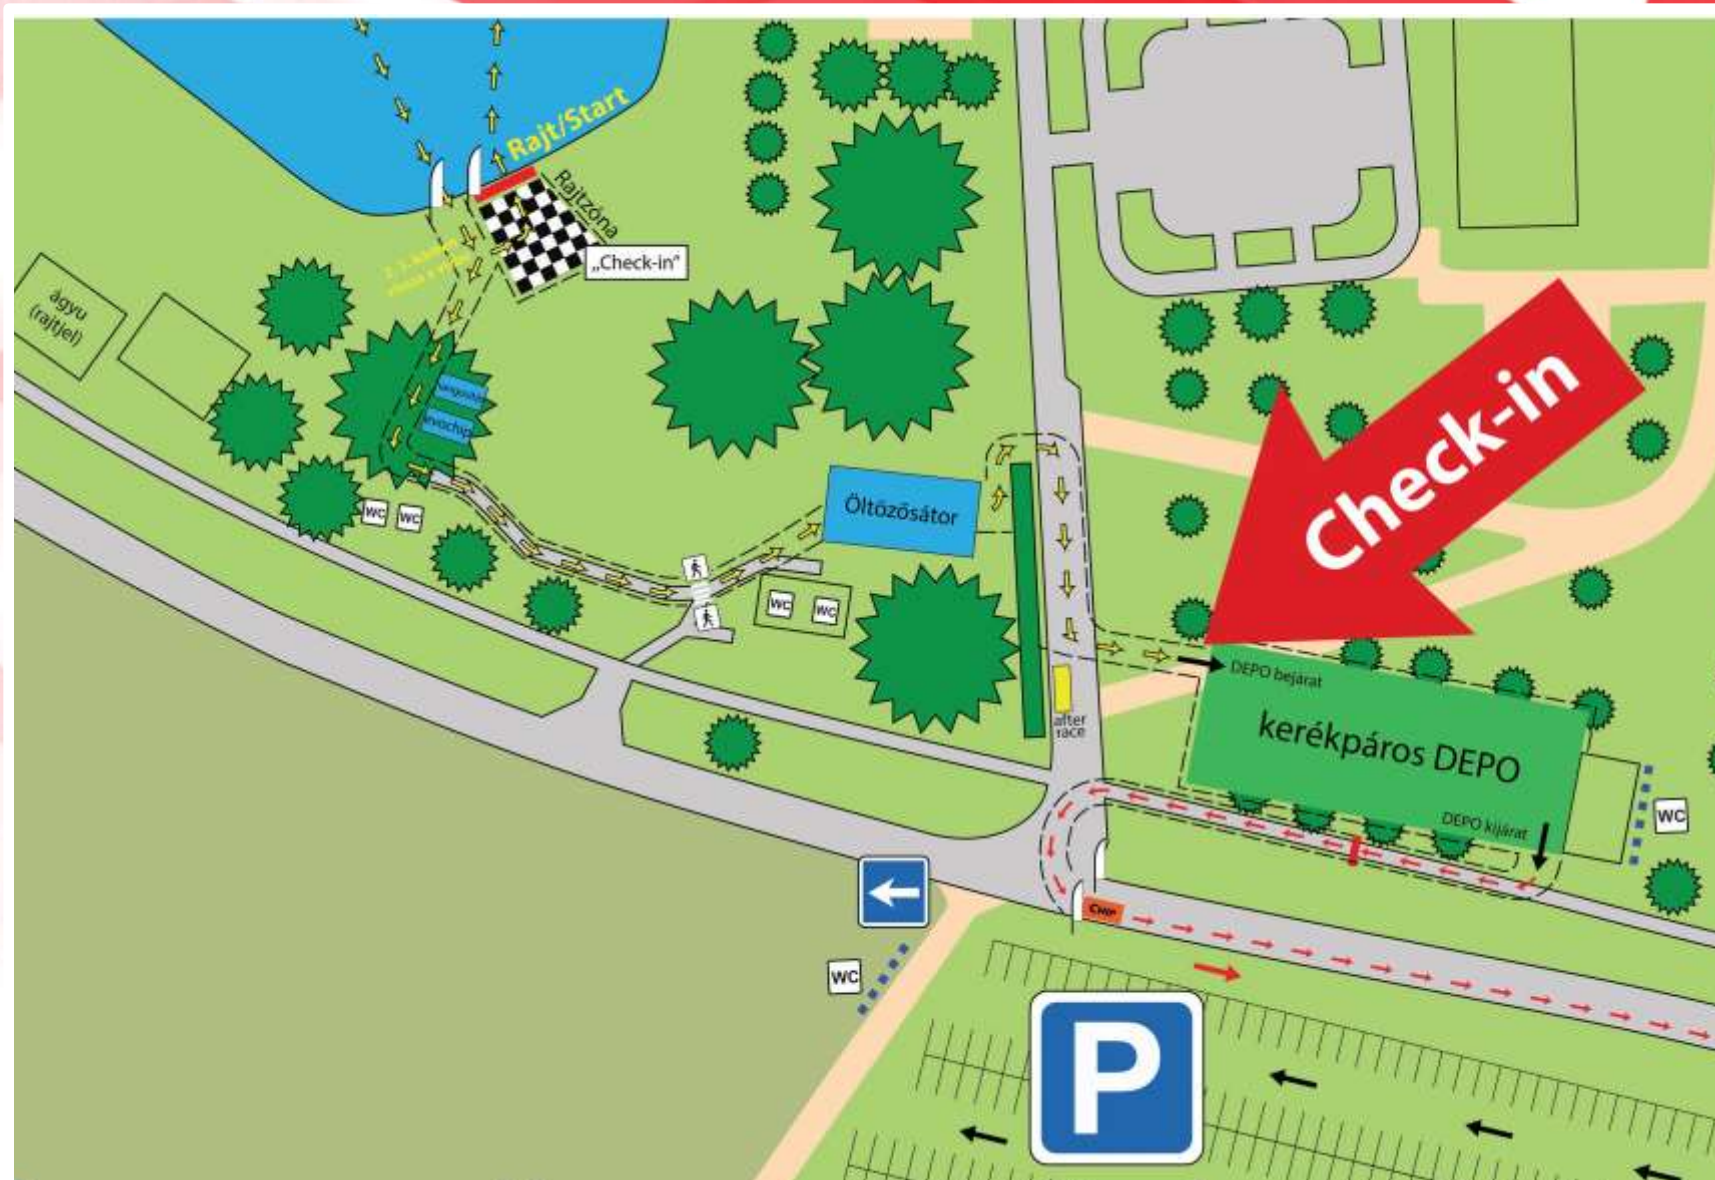 Rajt/Start
Rajtzóna
„Check-in”
ágyu
(rajtjel)
WC
WC
Öltözősátor
WC
WC
Check-in
DEPO bejárat
kerékpáros DEPO
DEPO kijárat
after
race
WC
CHIP
WC
P